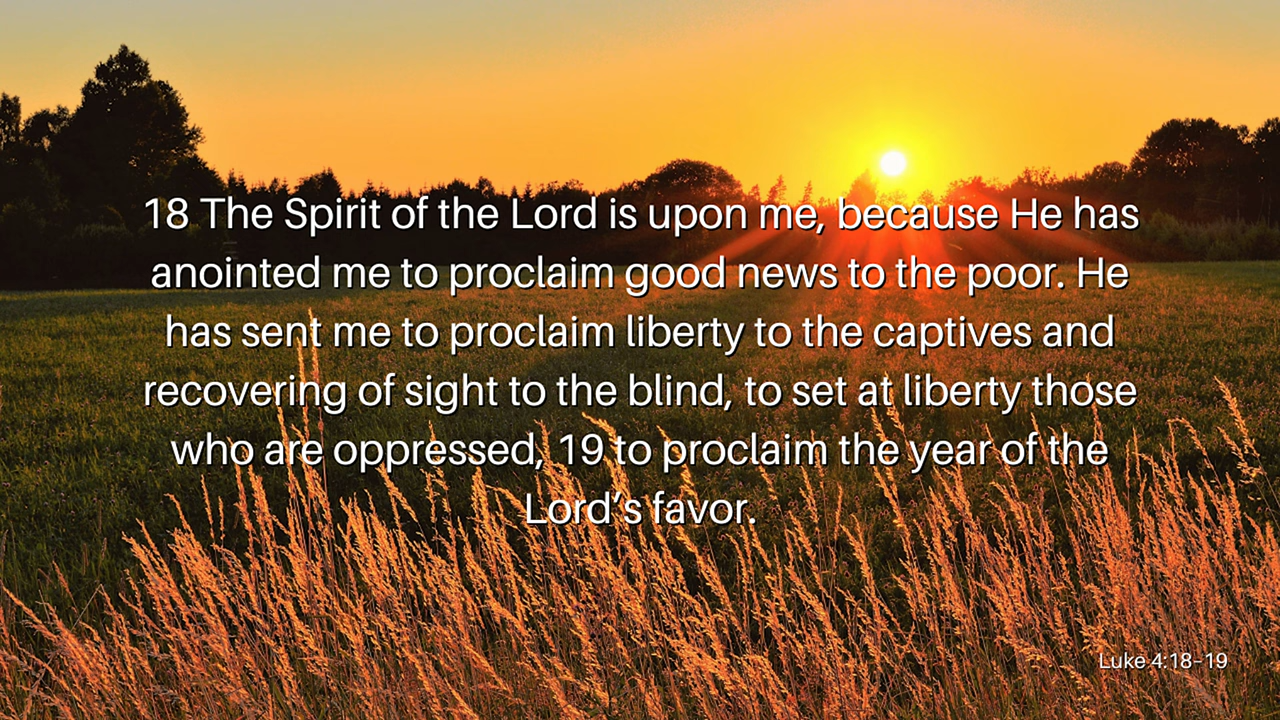 18 The Spirit of the Lord is upon me, because He has
anointed me to proclaim good news to the poor. He
has sent me to proclaim liberty to the captives and
recovering of sight to the blind, to set at liberty those
who are oppressed, 19 to proclaim the year of the
Lord’s favor.
Luke 4:18–19